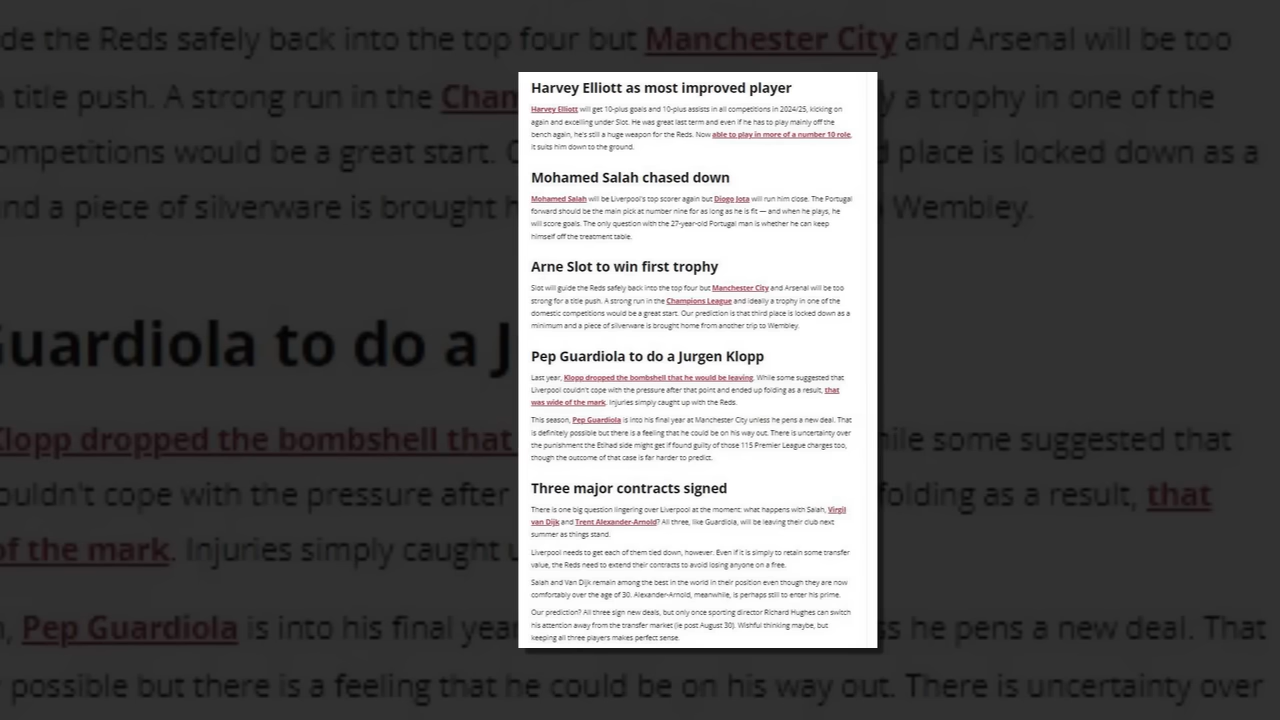 Harvey Elliott as most improved player
Harvey Elliott will get 10-plus goals and 10-plus assists in all competitions in 2024/25, kicking on
again and excelling under Slot. He was great last term and even if he has to play mainly off the
bench again, he's still a huge weapon for the Reds. Now able to play in more of a number 10 role,
it suits him down to the ground.
Mohamed Salah chased down
Mohamed Salah will be Liverpool's top scorer again but Diogo Jota will run him close. The Portugal
forward should be the main pick at number nine for as long as he is fit — and when he plays, he
will score goals. The only question with the 27-year-old Portugal man is whether he can keep
himself off the treatment table.
Arne Slot to win first trophy
Slot will guide the Reds safely back into the top four but Manchester City and Arsenal will be too
strong for a title push. A strong run in the Champions League and ideally a trophy in one of the
domestic competitions would be a great start. Our prediction is that third place is locked down as a
minimum and a piece of silverware is brought home from another trip to Wembley.
Pep Guardiola to do a Jurgen Klopp
Last year, Klopp dropped the bombshell that he would be leaving. While some suggested that
Liverpool couldn't cope with the pressure after that point and ended up folding as a result, that
was wide of the mark. Injuries simply caught up with the Reds.
This season, Pep Guardiola is into his final year at Manchester City unless he pens a new deal. That
is definitely possible but there is a feeling that he could be on his way out. There is uncertainty over
the punishment the Etihad side might get if found guilty of those 115 Premier League charges too,
though the outcome of that case is far harder to predict.
Three major contracts signed
There is one big question lingering over Liverpool at the moment: what happens with Salah, Virgil
van Dijk and Trent Alexander-Arnold? All three, like Guardiola, will be leaving their club next
summer as things stand.
Liverpool needs to get each of them tied down, however. Even if it is simply to retain some transfer
value, the Reds need to extend their contracts to avoid losing anyone on a free.
Salah and Van Dijk remain among the best in the world in their position even though they are now
comfortably over the age of 30. Alexander-Arnold, meanwhile, is perhaps still to enter his prime.
Our prediction? All three sign new deals, but only once sporting director Richard Hughes can switch
his attention away from the transfer market (ie post August 30). Wishful thinking maybe, but
keeping all three players makes perfect sense.